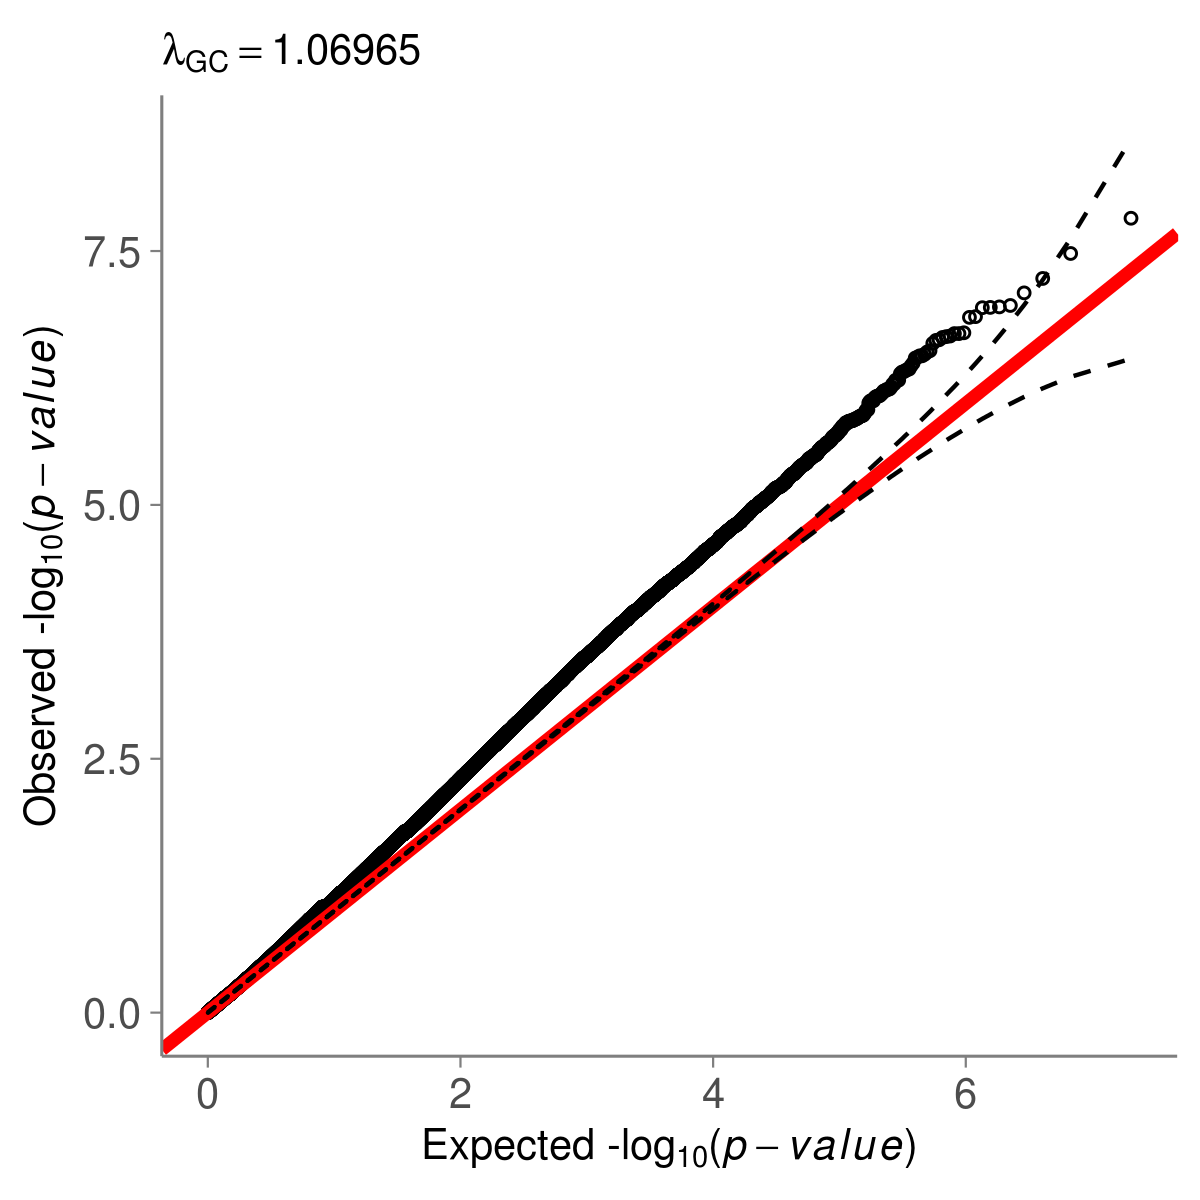 λGC = 1.06965
7.5
5.0
2.5
0.0
Observed -log10(p − value)
0 2 4 6
Expected -log10(p − value)